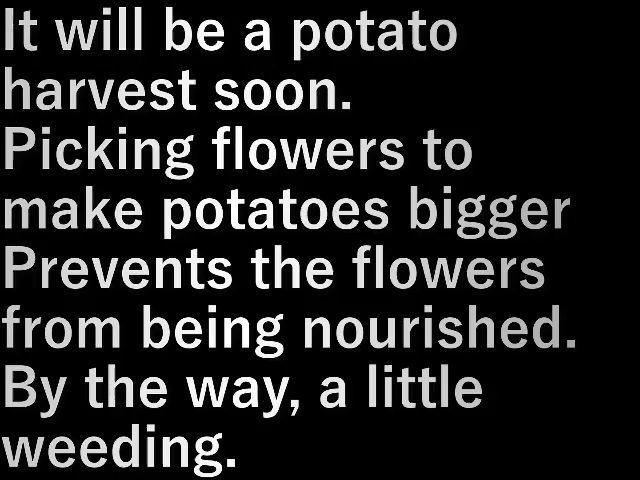 It will be a potato
harvest soon.
Picking flowers to
make potatoes bigger
Prevents the flowers
from being nourished.
By the way, a little
weeding.